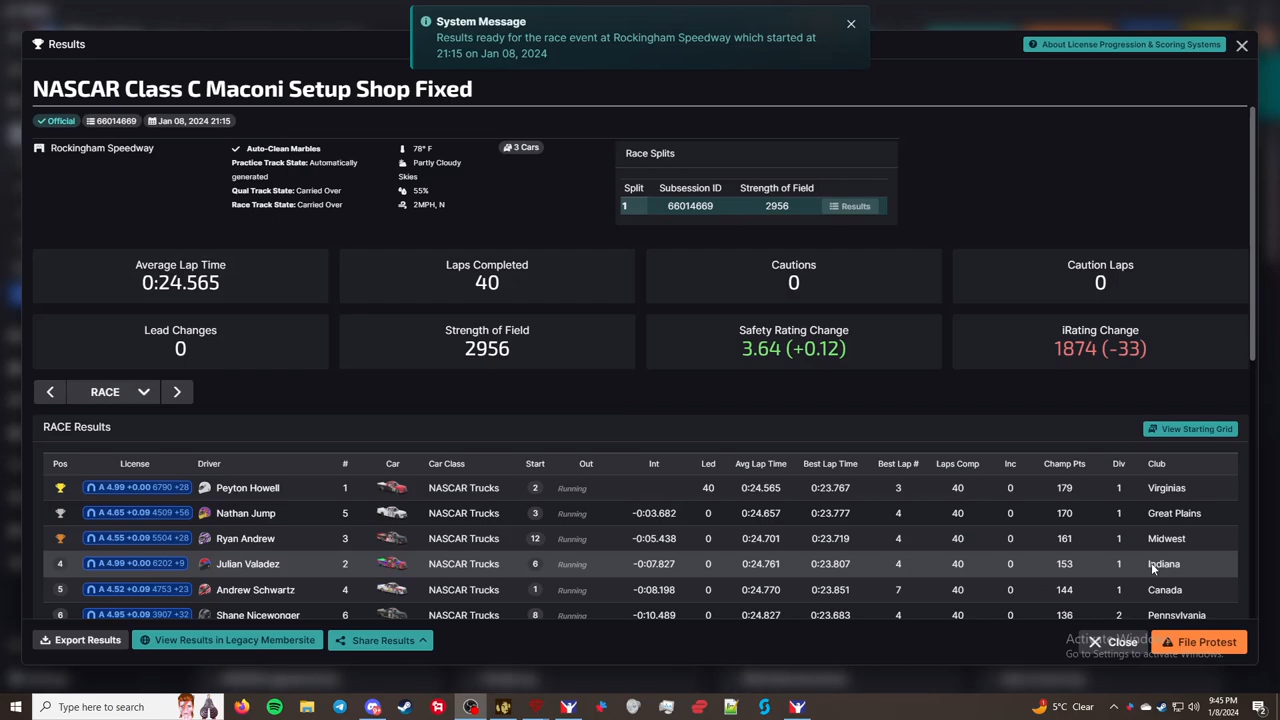 System Message
Results ready for the race event at Rockingham Speedway which started at
21:15 on Jan 08, 2024
Results
About License Progression & Scoring Systems
NASCAR Class C Maconi Setup Shop Fixed
Official 66014669 Jan 08, 2024 21:15
Rockingham Speedway
Auto-Clean Marbles
Practice Track State: Automatically
generated
Qual Track State: Carried Over
Race Track State: Carried Over
78° F
Partly Cloudy
Skies
55%
2MPH, N
3 Cars
Race Splits
Split Subsession ID Strength of Field
1 66014669 2956 Results
Average Lap Time
0:24.565
Laps Completed
40
Cautions
0
Caution Laps
0
Lead Changes
0
Strength of Field
2956
Safety Rating Change
3.64 (+0.12)
iRating Change
1874 (-33)
RACE
RACE Results
View Starting Grid
Pos License Driver # Car Car Class Start Out Int Led Avg Lap Time Best Lap Time Best Lap # Laps Comp Inc Champ Pts Div Club
A 4.99 +0.00 6790 +28 Peyton Howell 1 NASCAR Trucks 2 Running 40 0:24.565 0:23.767 3 40 0 179 1 Virginias
A 4.65 +0.09 4509 +56 Nathan Jump 5 NASCAR Trucks 3 Running -0:03.682 0 0:24.657 0:23.777 4 40 0 170 1 Great Plains
A 4.55 +0.09 5504 +28 Ryan Andrew 3 NASCAR Trucks 12 Running -0:05.438 0 0:24.701 0:23.719 4 40 0 161 1 Midwest
4 A 4.99 +0.00 6202 +9 Julian Valadez 2 NASCAR Trucks 6 Running -0:07.827 0 0:24.761 0:23.807 4 40 0 153 1 Indiana
5 A 4.52 +0.09 4753 +23 Andrew Schwartz 4 NASCAR Trucks 1 Running -0:08.198 0 0:24.770 0:23.851 7 40 0 144 1 Canada
6 A 4.95 +0.09 3907 +32 Shane Nicewonger 6 NASCAR Trucks 8 Running -0:10.489 0 0:24.827 0:23.683 4 40 0 136 2 Pennsylvania
Export Results
View Results in Legacy Membersite
Share Results
Close
File Protest
Go to Settings to activate Windows.
Type here to search
5°C Clear
9:45 PM
1/8/2024